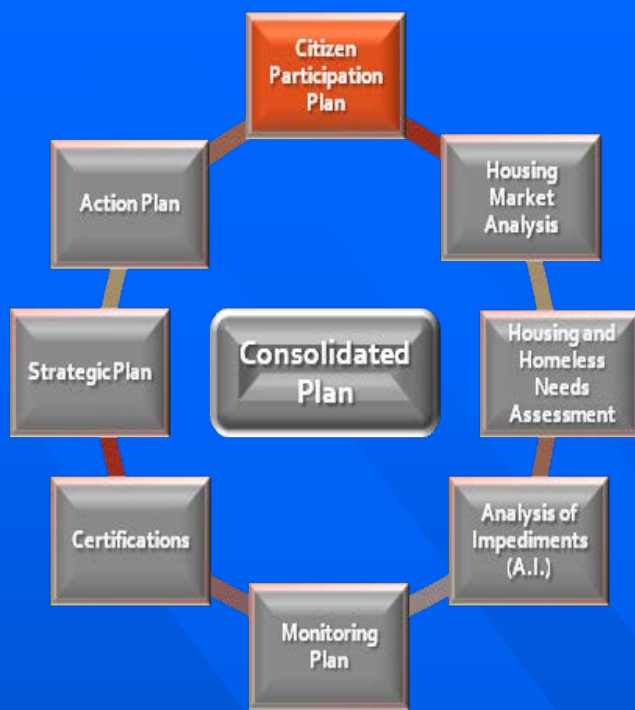 Citizen
Participation
Plan
Housing
Market
Analysis
Housing and
Homeless
Needs
Assessment
Analysis of
Impediments
(A.I.)
Monitoring
Plan
Certifications
Strategic Plan
Action Plan
Consolidated
Plan